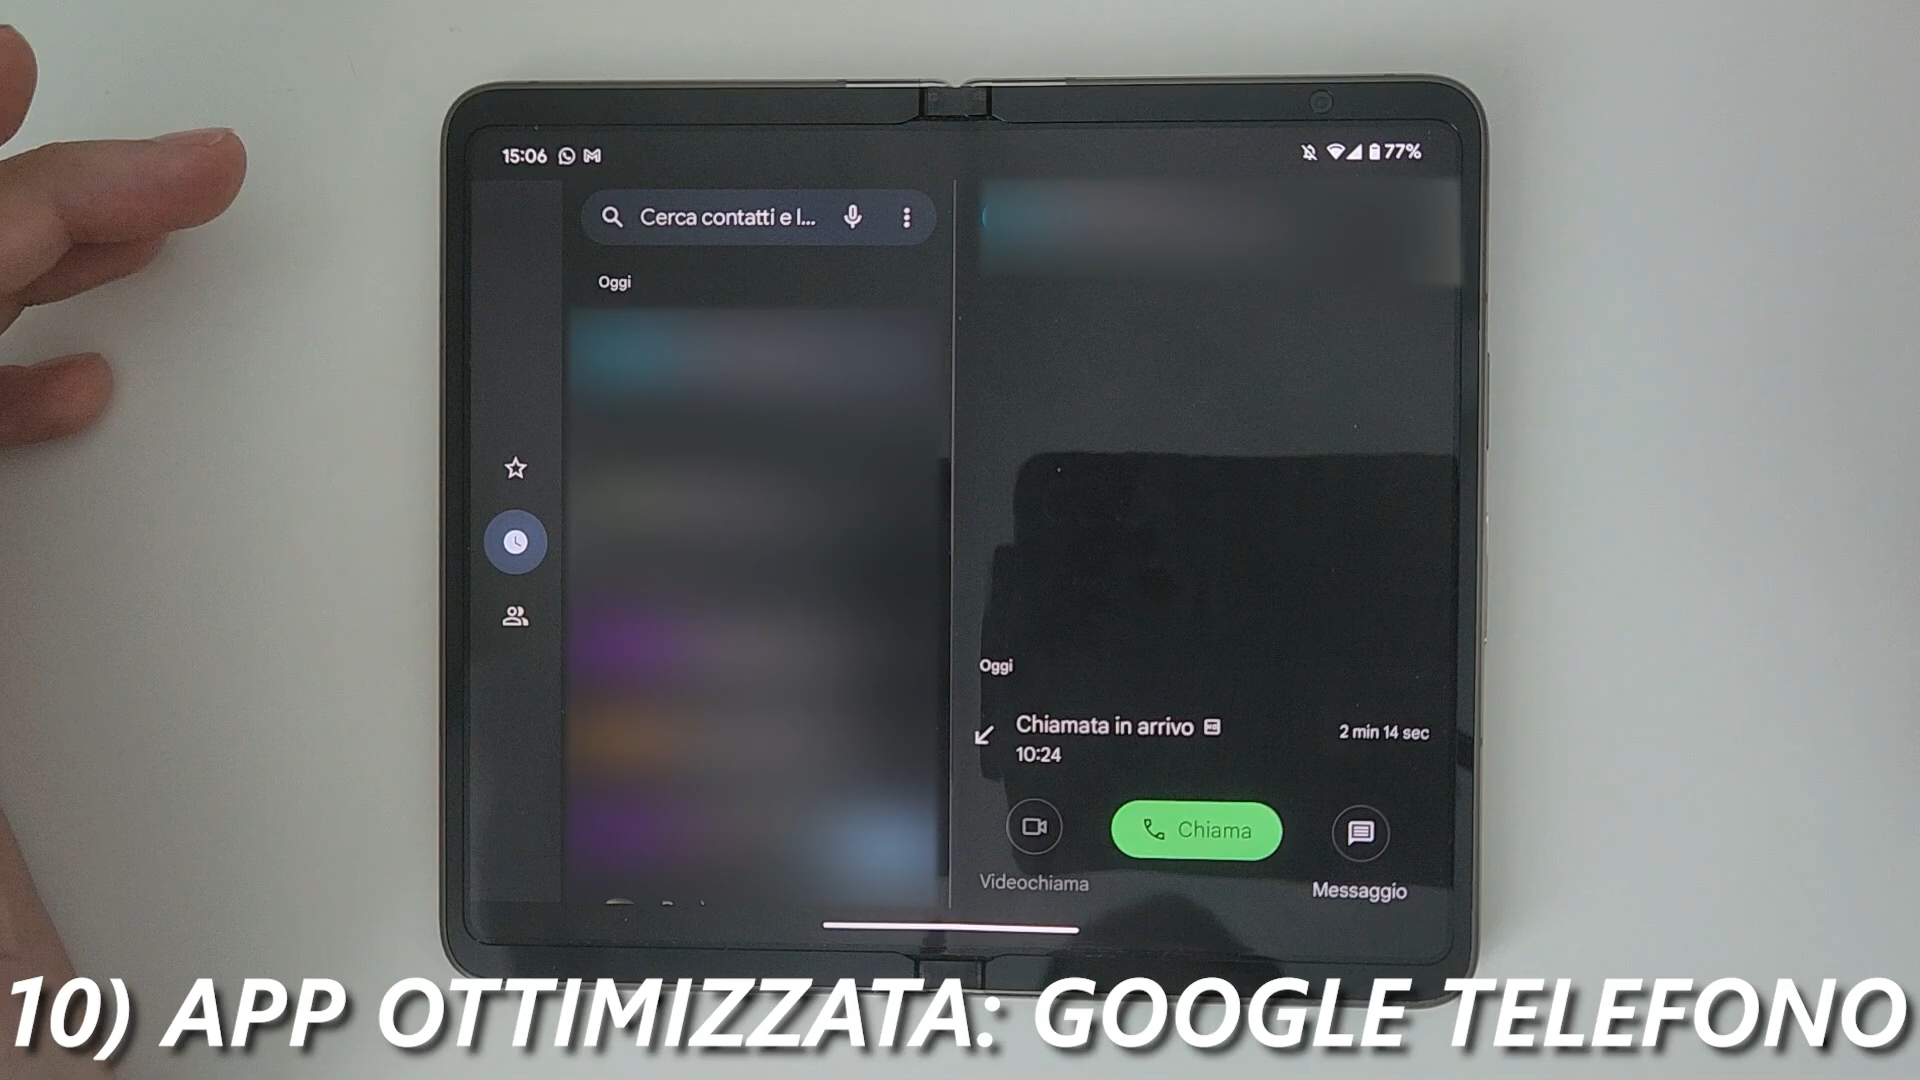 15:06
77%
Cerca contatti e l...
Oggi
Oggi
Chiamata in arrivo
10:24
2 min 14 sec
Chiama
Videochiama
Messaggio
10) APP OTTIMIZZATA: GOOGLE TELEFONO